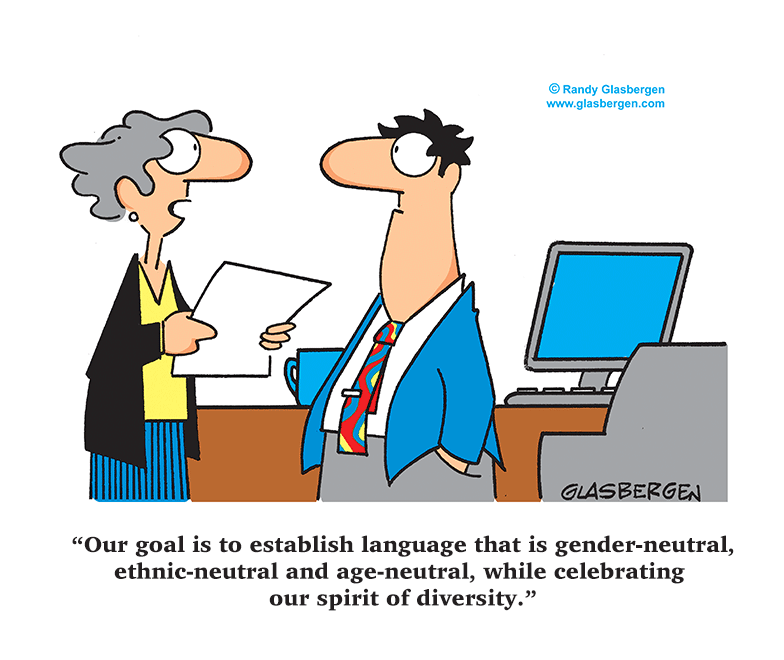 © Randy Glasbergen
www.glasbergen.com
GLASBERGEN
“Our goal is to establish language that is gender-neutral,
ethnic-neutral and age-neutral, while celebrating
our spirit of diversity.”